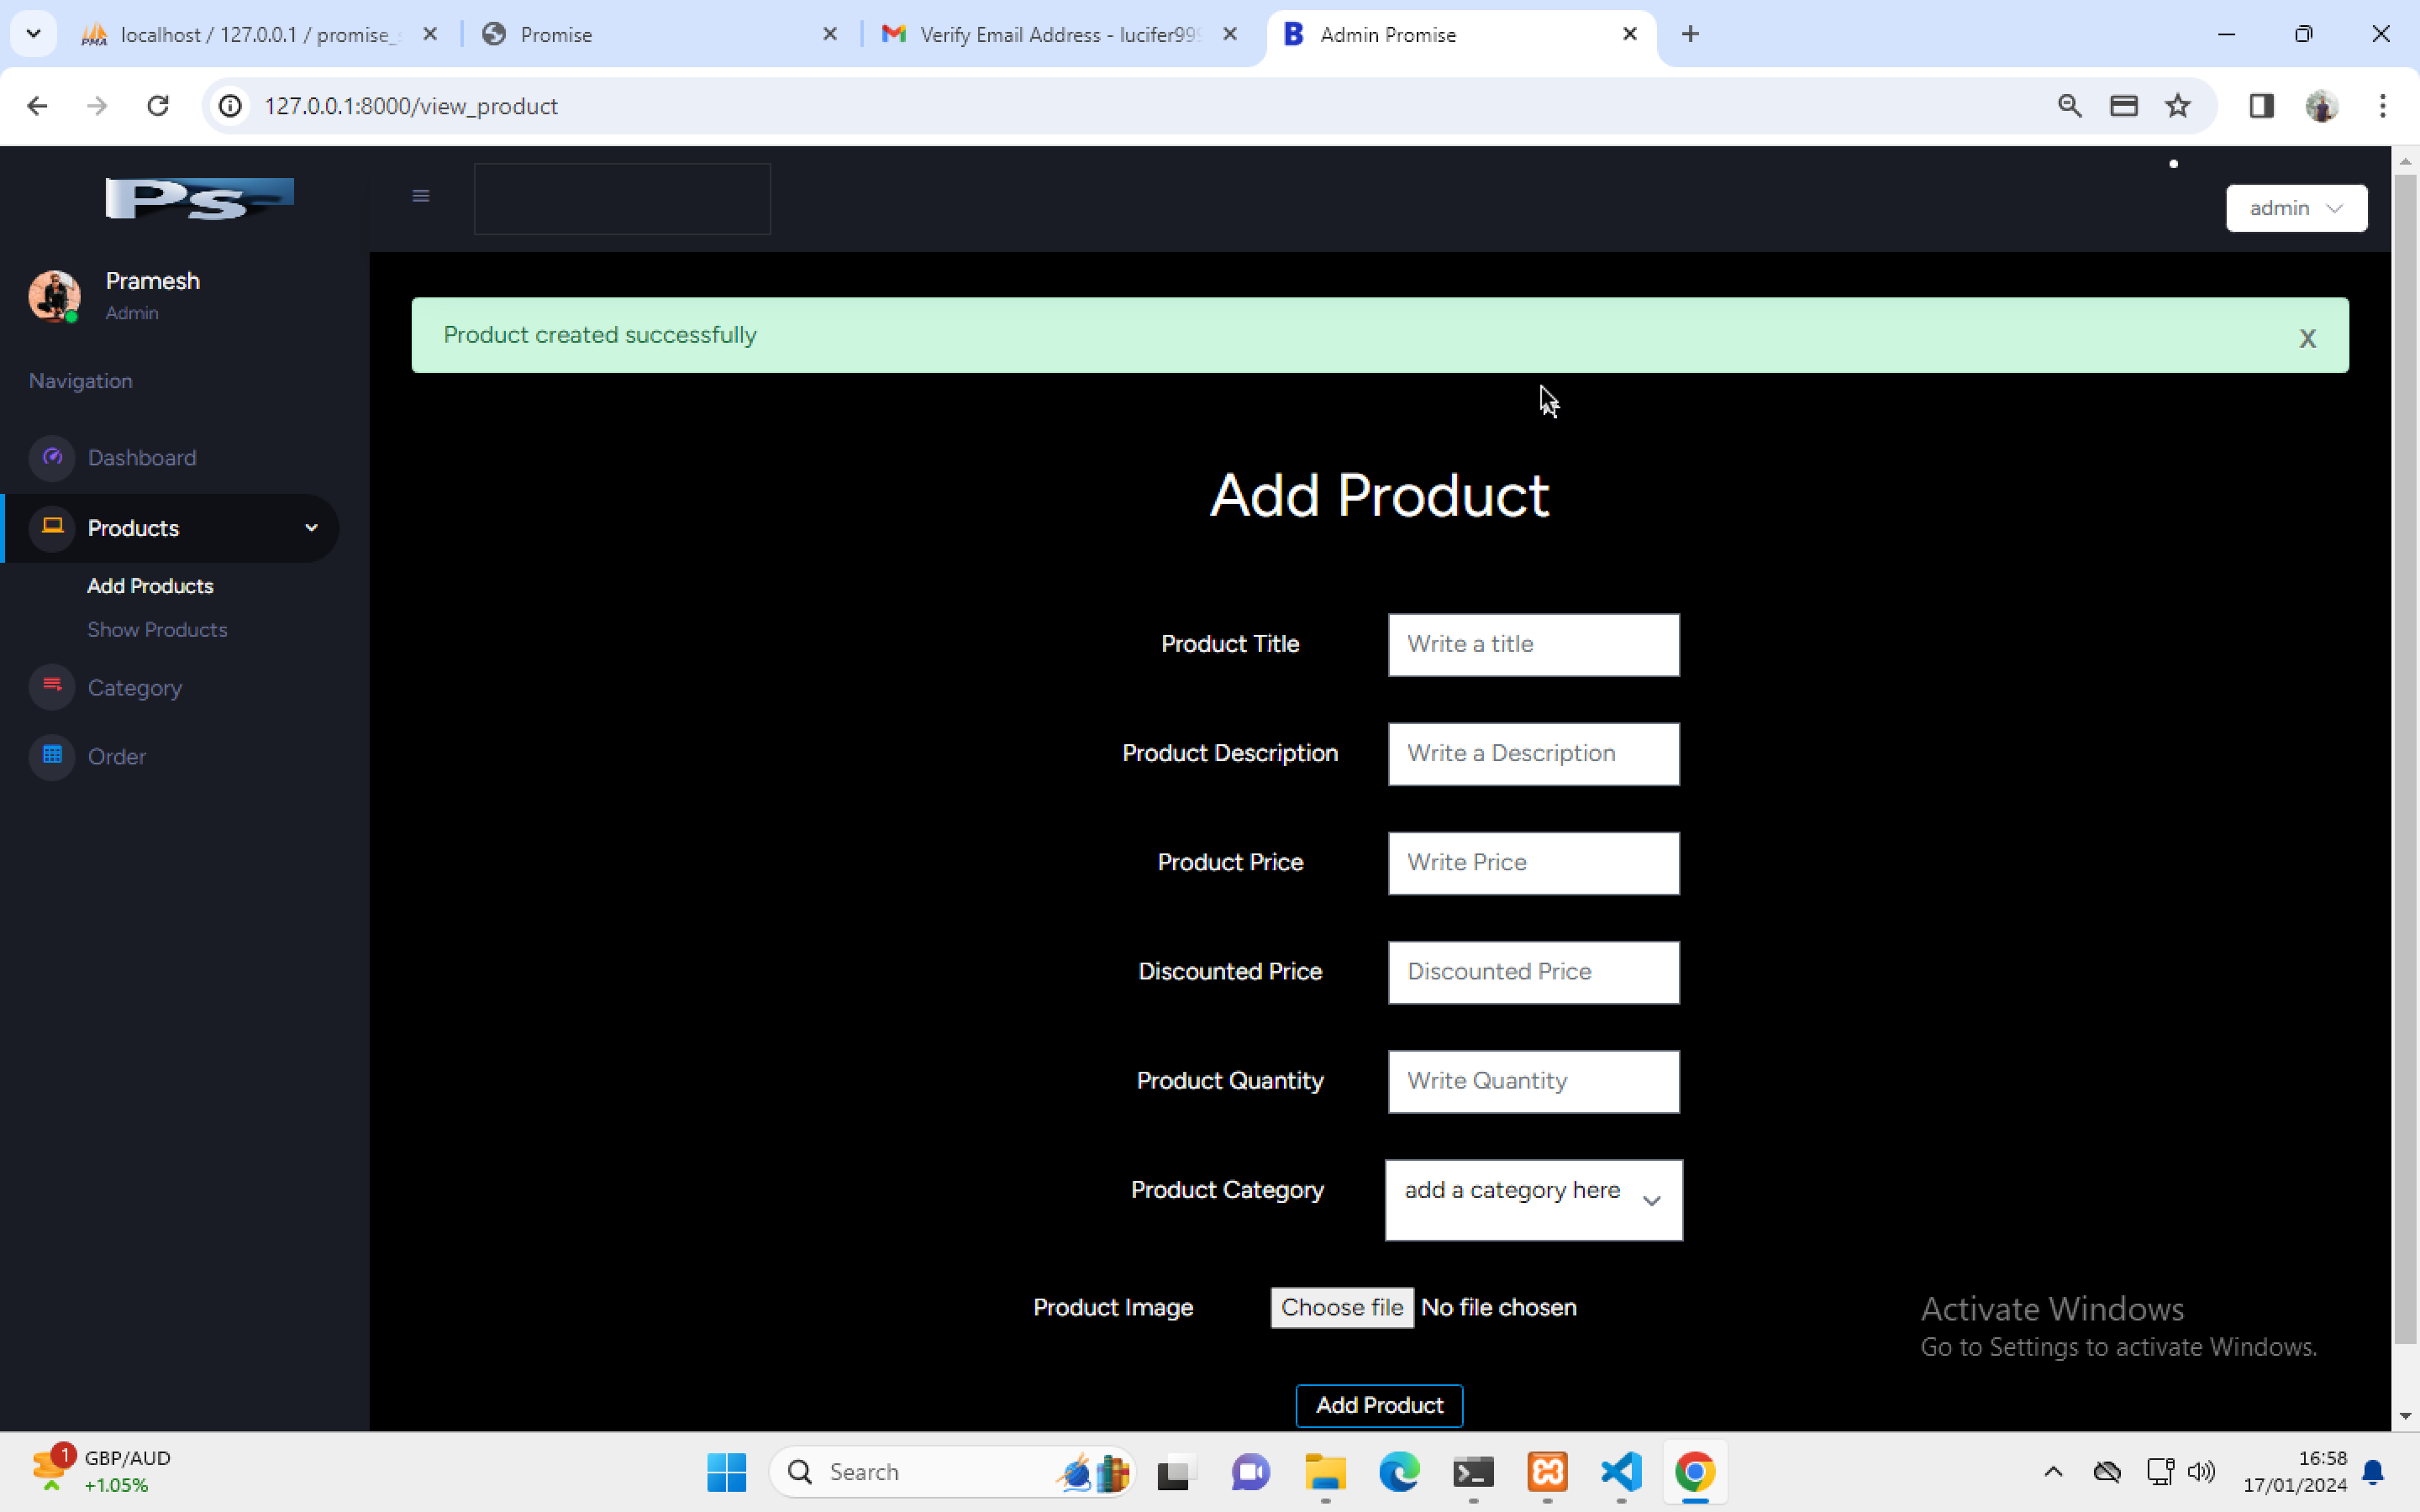 localhost / 127.0.0.1 / promise_
Promise
Verify Email Address - lucifer999
Admin Promise
127.0.0.1:8000/view_product
Ps
admin
Pramesh
Admin
Product created successfully
X
Navigation
Dashboard
Products
Add Products
Show Products
Category
Order
Add Product
Product Title
Write a title
Product Description
Write a Description
Product Price
Write Price
Discounted Price
Discounted Price
Product Quantity
Write Quantity
Product Category
add a category here
Product Image
Choose file No file chosen
Add Product
Activate Windows
Go to Settings to activate Windows.
1
GBP/AUD
+1.05%
Search
16:58
17/01/2024